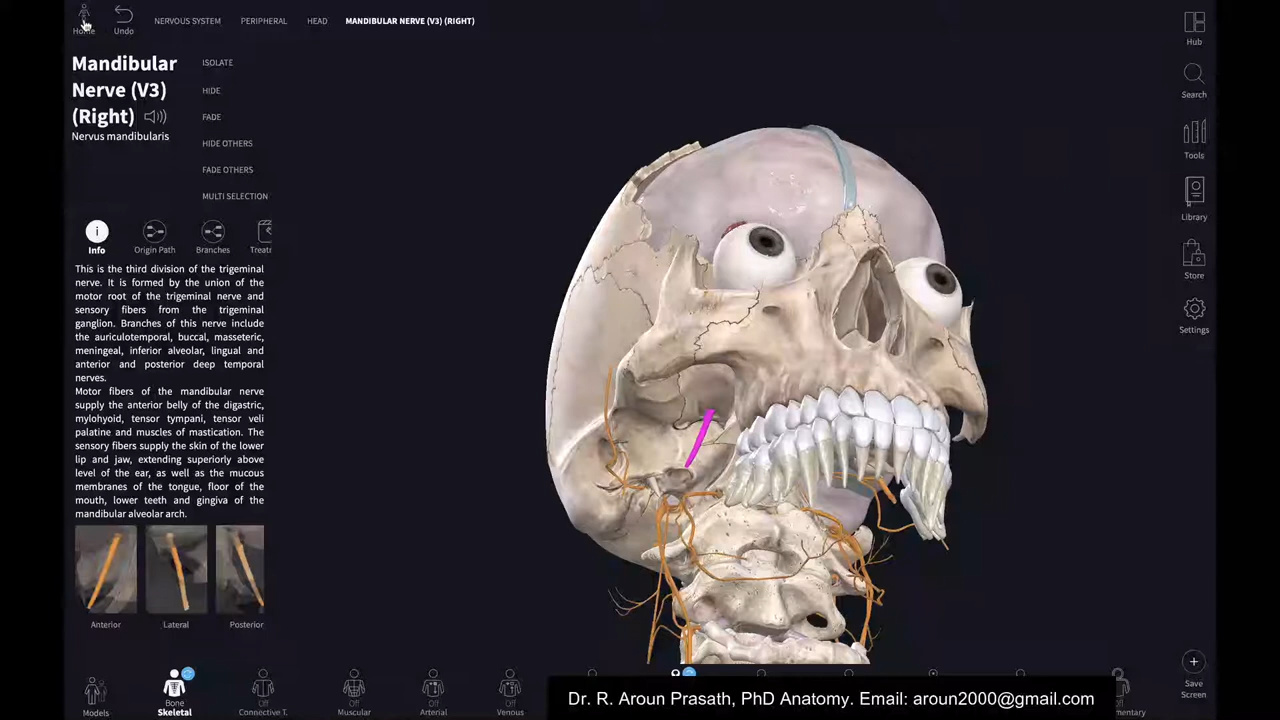 Home
Undo
NERVOUS SYSTEM
PERIPHERAL
HEAD
MANDIBULAR NERVE (V3) (RIGHT)
Hub
Mandibular
Nerve (V3)
(Right)
Nervus mandibularis
ISOLATE
HIDE
FADE
HIDE OTHERS
FADE OTHERS
MULTI SELECTION
Search
Tools
Library
Store
Settings
Info
Origin Path
Branches
Treatr
This is the third division of the trigeminal
nerve. It is formed by the union of the
motor root of the trigeminal nerve and
sensory fibers from the trigeminal
ganglion. Branches of this nerve include
the auriculotemporal, buccal, masseteric,
meningeal, inferior alveolar, lingual and
anterior and posterior deep temporal
nerves.
Motor fibers of the mandibular nerve
supply the anterior belly of the digastric,
mylohyoid, tensor tympani, tensor veli
palatine and muscles of mastication. The
sensory fibers supply the skin of the lower
lip and jaw, extending superiorly above
level of the ear, as well as the mucous
membranes of the tongue, floor of the
mouth, lower teeth and gingiva of the
mandibular alveolar arch.
Anterior
Lateral
Posterior
Models
Bone
Skeletal
Off
Connective T.
Off
Muscular
Off
Arterial
Off
Venous
Save
Screen
Dr. R. Aroun Prasath, PhD Anatomy. Email: aroun2000@gmail.com